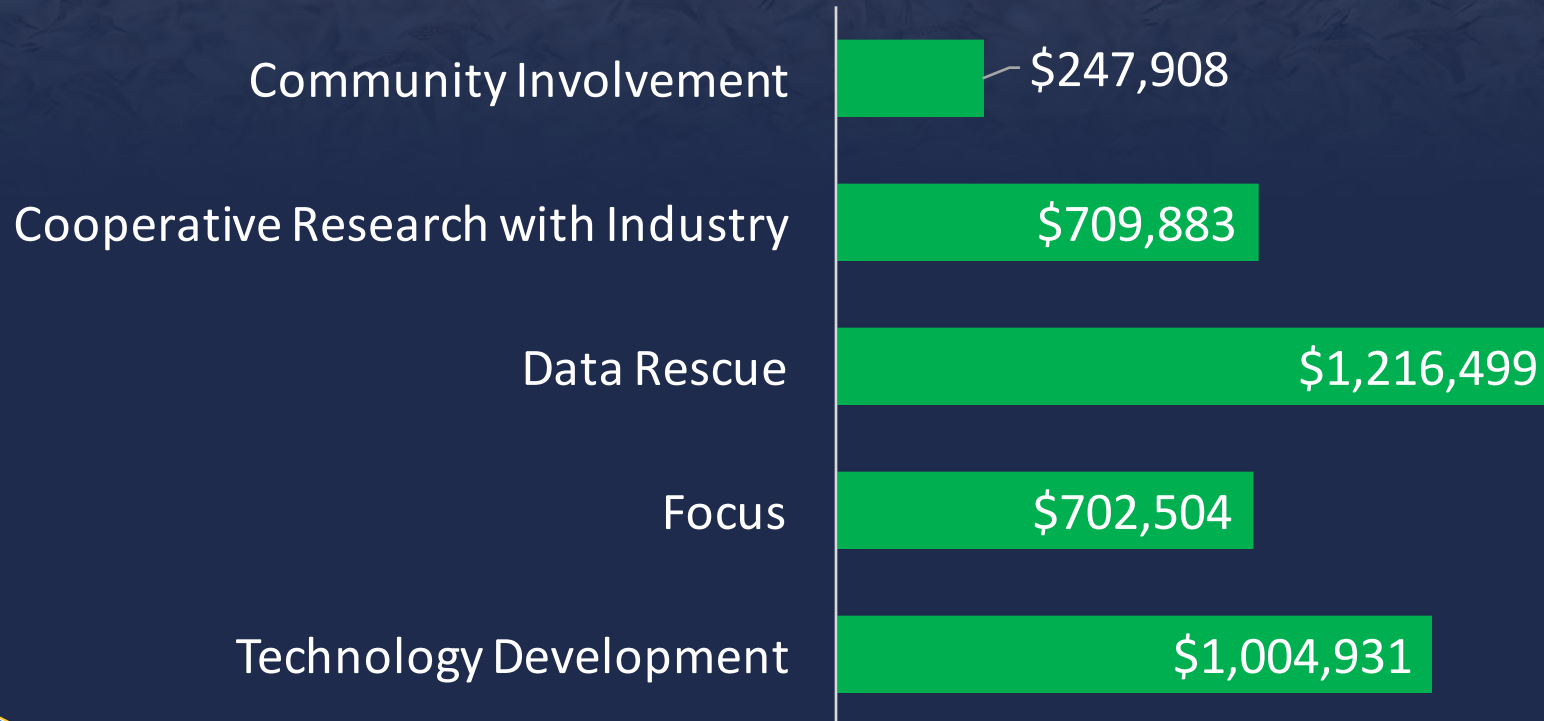 Community Involvement $247,908
Cooperative Research with Industry $709,883
Data Rescue $1,216,499
Focus $702,504
Technology Development $1,004,931